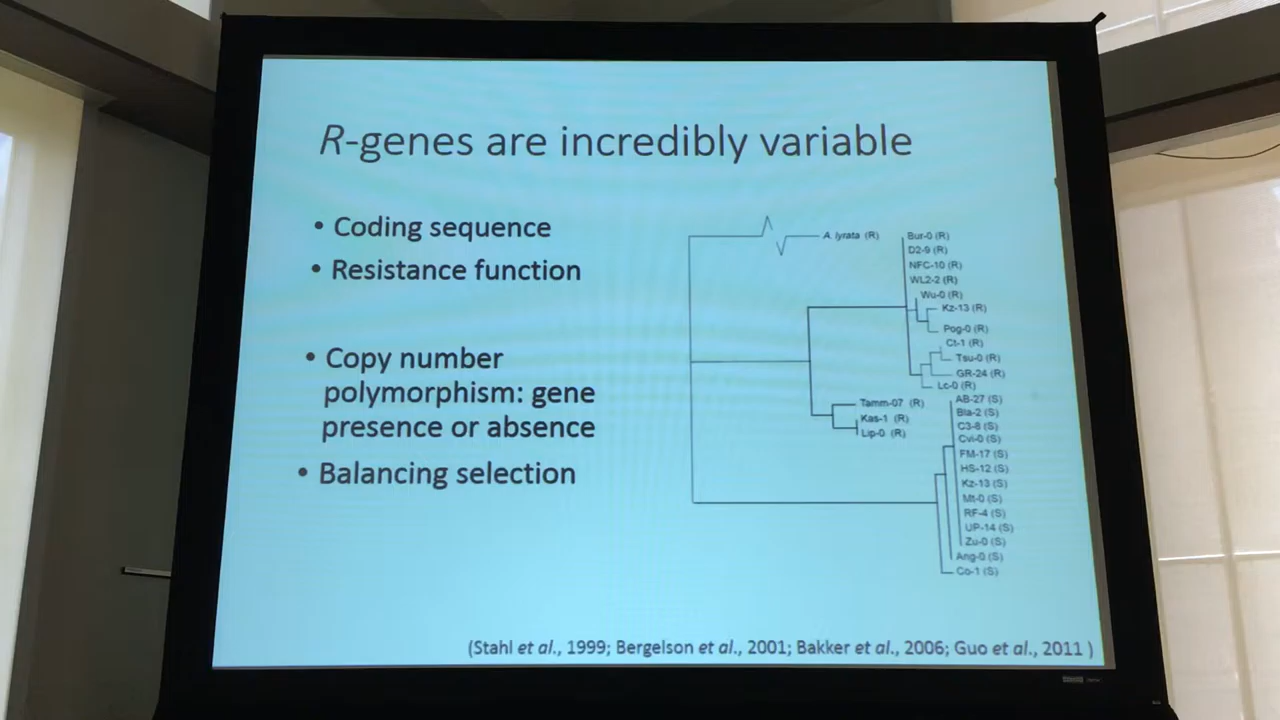 R-genes are incredibly variable
• Coding sequence
• Resistance function
• Copy number
polymorphism: gene
presence or absence
• Balancing selection
A. lyrata (R)
Bur-0 (R)
D2-9 (R)
NFC-10 (R)
WL2-2 (R)
Wu-0 (R)
Kz-13 (R)
Pog-0 (R)
Ct-1 (R)
Tsu-0 (R)
GR-24 (R)
Lc-0 (R)
Tamm-07 (R)
Kas-1 (R)
Lip-0 (R)
AB-27 (S)
Bla-2 (S)
C3-8 (S)
Cvi-0 (S)
FM-17 (S)
HS-12 (S)
Kz-13 (S)
Mt-0 (S)
RF-4 (S)
UP-14 (S)
Zu-0 (S)
Ang-0 (S)
Co-1 (S)
(Stahl et al., 1999; Bergelson et al., 2001; Bakker et al., 2006; Guo et al., 2011 )